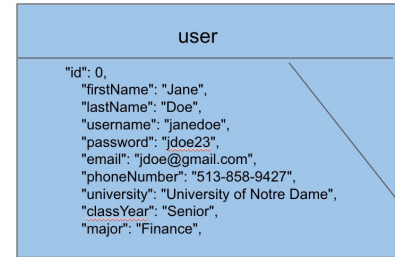 user
"id": 0,
"firstName": "Jane",
"lastName": "Doe",
"username": "janedoe",
"password": "jdoe23",
"email": "jdoe@gmail.com",
"phoneNumber": "513-858-9427",
"university": "University of Notre Dame",
"classYear": "Senior",
"major": "Finance",